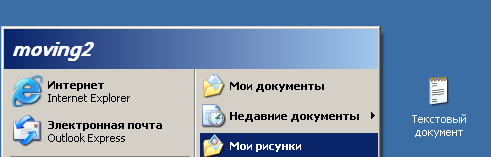 moving2
Интернет
Internet Explorer
Электронная почта
Outlook Express
Мои документы
Недавние документы
Мои рисунки
Текстовый
документ